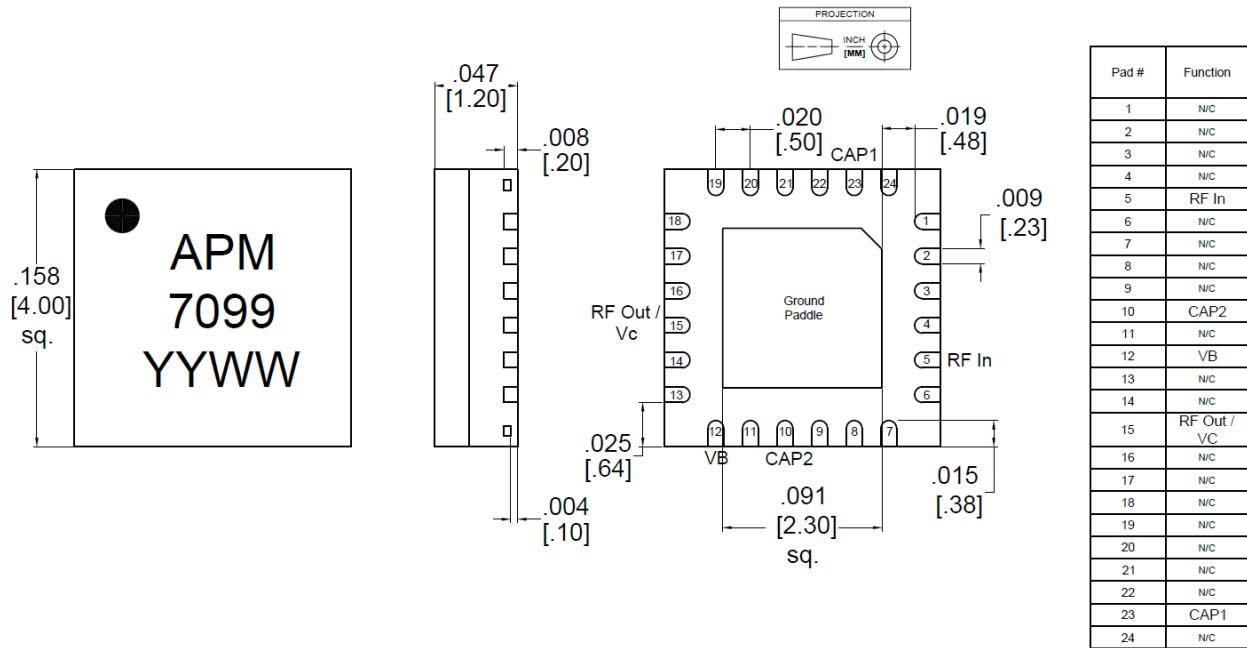 PROJECTION
INCH
[MM]
.047
[1.20]
.008
[.20]
.020
[.50]
CAP1
.019
[.48]
.009
[.23]
.158
[4.00]
sq.
APM
7099
YYWW
19 20 21 22 23 24
18
17
16
15
14
13
1
2
3
4
5
6
12 11 10 9 8 7
Ground
Paddle
RF Out /
Vc
RF In
VB
CAP2
.025
[.64]
.004
[.10]
.091
[2.30]
sq.
.015
[.38]
Pad # Function
1 N/C
2 N/C
3 N/C
4 N/C
5 RF In
6 N/C
7 N/C
8 N/C
9 N/C
10 CAP2
11 N/C
12 VB
13 N/C
14 N/C
15 RF Out /
VC
16 N/C
17 N/C
18 N/C
19 N/C
20 N/C
21 N/C
22 N/C
23 CAP1
24 N/C